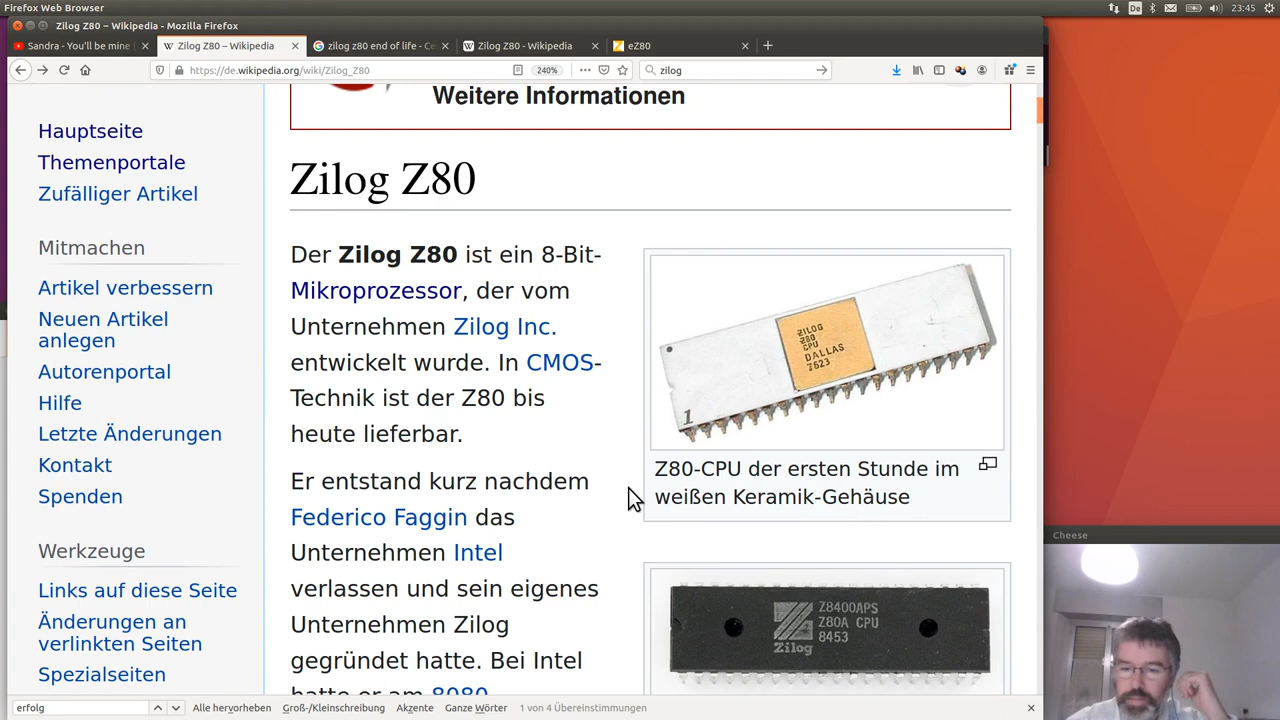 Firefox Web Browser
De
23:45
Zilog Z80 – Wikipedia - Mozilla Firefox
Sandra - You'll be mine
Zilog Z80 – Wikipedia
zilog z80 end of life - Ce
Zilog Z80 - Wikipedia
eZ80
https://de.wikipedia.org/wiki/Zilog_Z80
240%
zilog
Weitere Informationen
Hauptseite
Themenportale
Zufälliger Artikel
Mitmachen
Artikel verbessern
Neuen Artikel
anlegen
Autorenportal
Hilfe
Letzte Änderungen
Kontakt
Spenden
Werkzeuge
Links auf diese Seite
Änderungen an
verlinkten Seiten
Spezialseiten
Zilog Z80
Der Zilog Z80 ist ein 8-Bit-
Mikroprozessor, der vom
Unternehmen Zilog Inc.
entwickelt wurde. In CMOS-
Technik ist der Z80 bis
heute lieferbar.
Er entstand kurz nachdem
Federico Faggin das
Unternehmen Intel
verlassen und sein eigenes
Unternehmen Zilog
gegründet hatte. Bei Intel
hatte er am 8080
ZILOG
Z80
CPU
DALLAS
7623
1
Z80-CPU der ersten Stunde im
weißen Keramik-Gehäuse
Z8400APS
Z80A CPU
8453
Zilog
Cheese
erfolg
Alle hervorheben
Groß-/Kleinschreibung
Akzente
Ganze Wörter
1 von 4 Übereinstimmungen